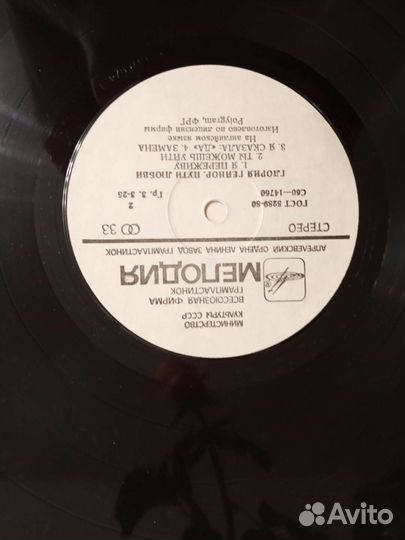 МИНИСТЕРСТВО
КУЛЬТУРЫ СССР
ВСЕСОЮЗНАЯ ФИРМА
ГРАМПЛАСТИНОК
МЕЛОДИЯ
АПРЕЛЕВСКИЙ ОРДЕНА ЛЕНИНА ЗАВОД ГРАМПЛАСТИНОК
СТЕРЕО 33
ГОСТ 5289-80 2
С60—14760 Гр. 3. 3-25
ГЛОРИЯ ГЕЙНОР. ПУТИ ЛЮБВИ
1. Я ПЕРЕЖИВУ
2. ТЫ МОЖЕШЬ УЙТИ
3. Я СКАЗАЛА: «ДА» 4. ЗАМЕНА
На английском языке
Изготовлено по лицензии фирмы
Polygram, ФРГ
Avito